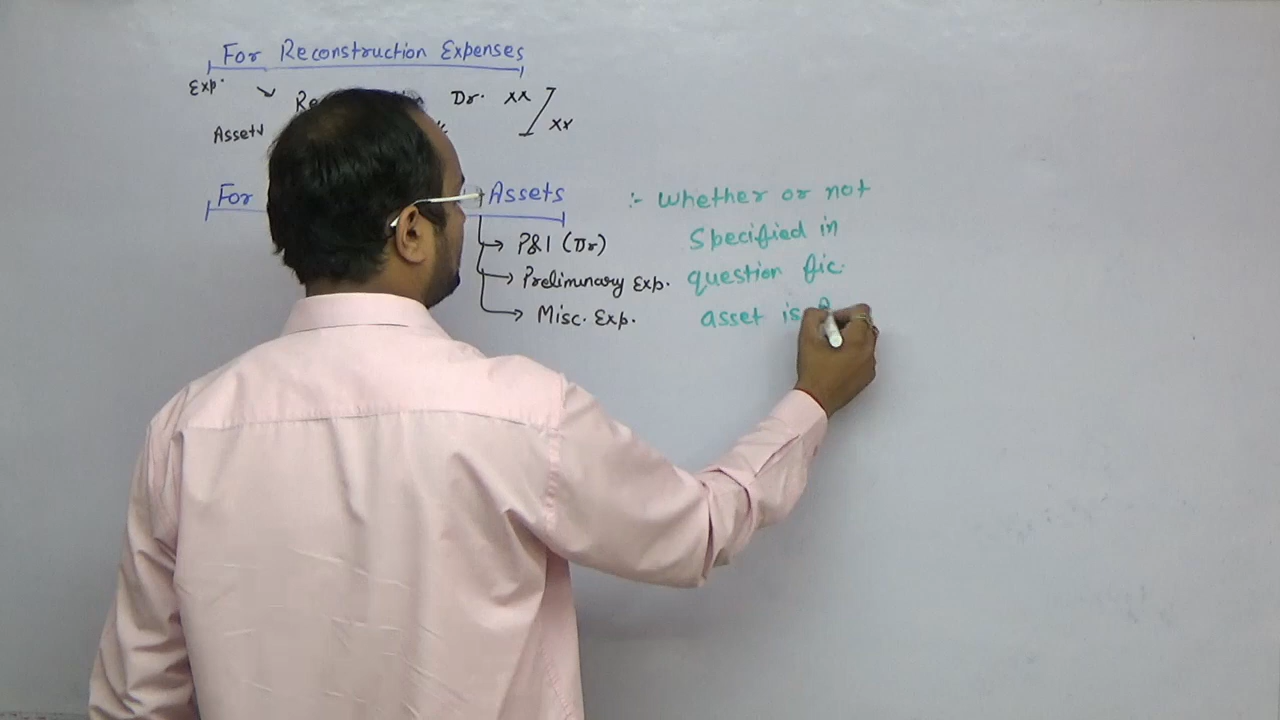 For Reconstruction Expenses
Exp.
Dr. xx
Assets
xx
For Assets :- Whether or not
P&l (Dr) Specified in
Preliminary Exp. question fic.
Misc. Exp. asset is